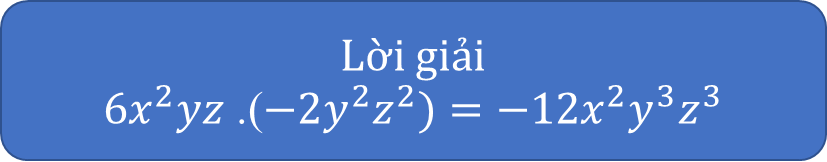 Lời giải
6x²yz .(−2y²z²) = −12x²y³z³